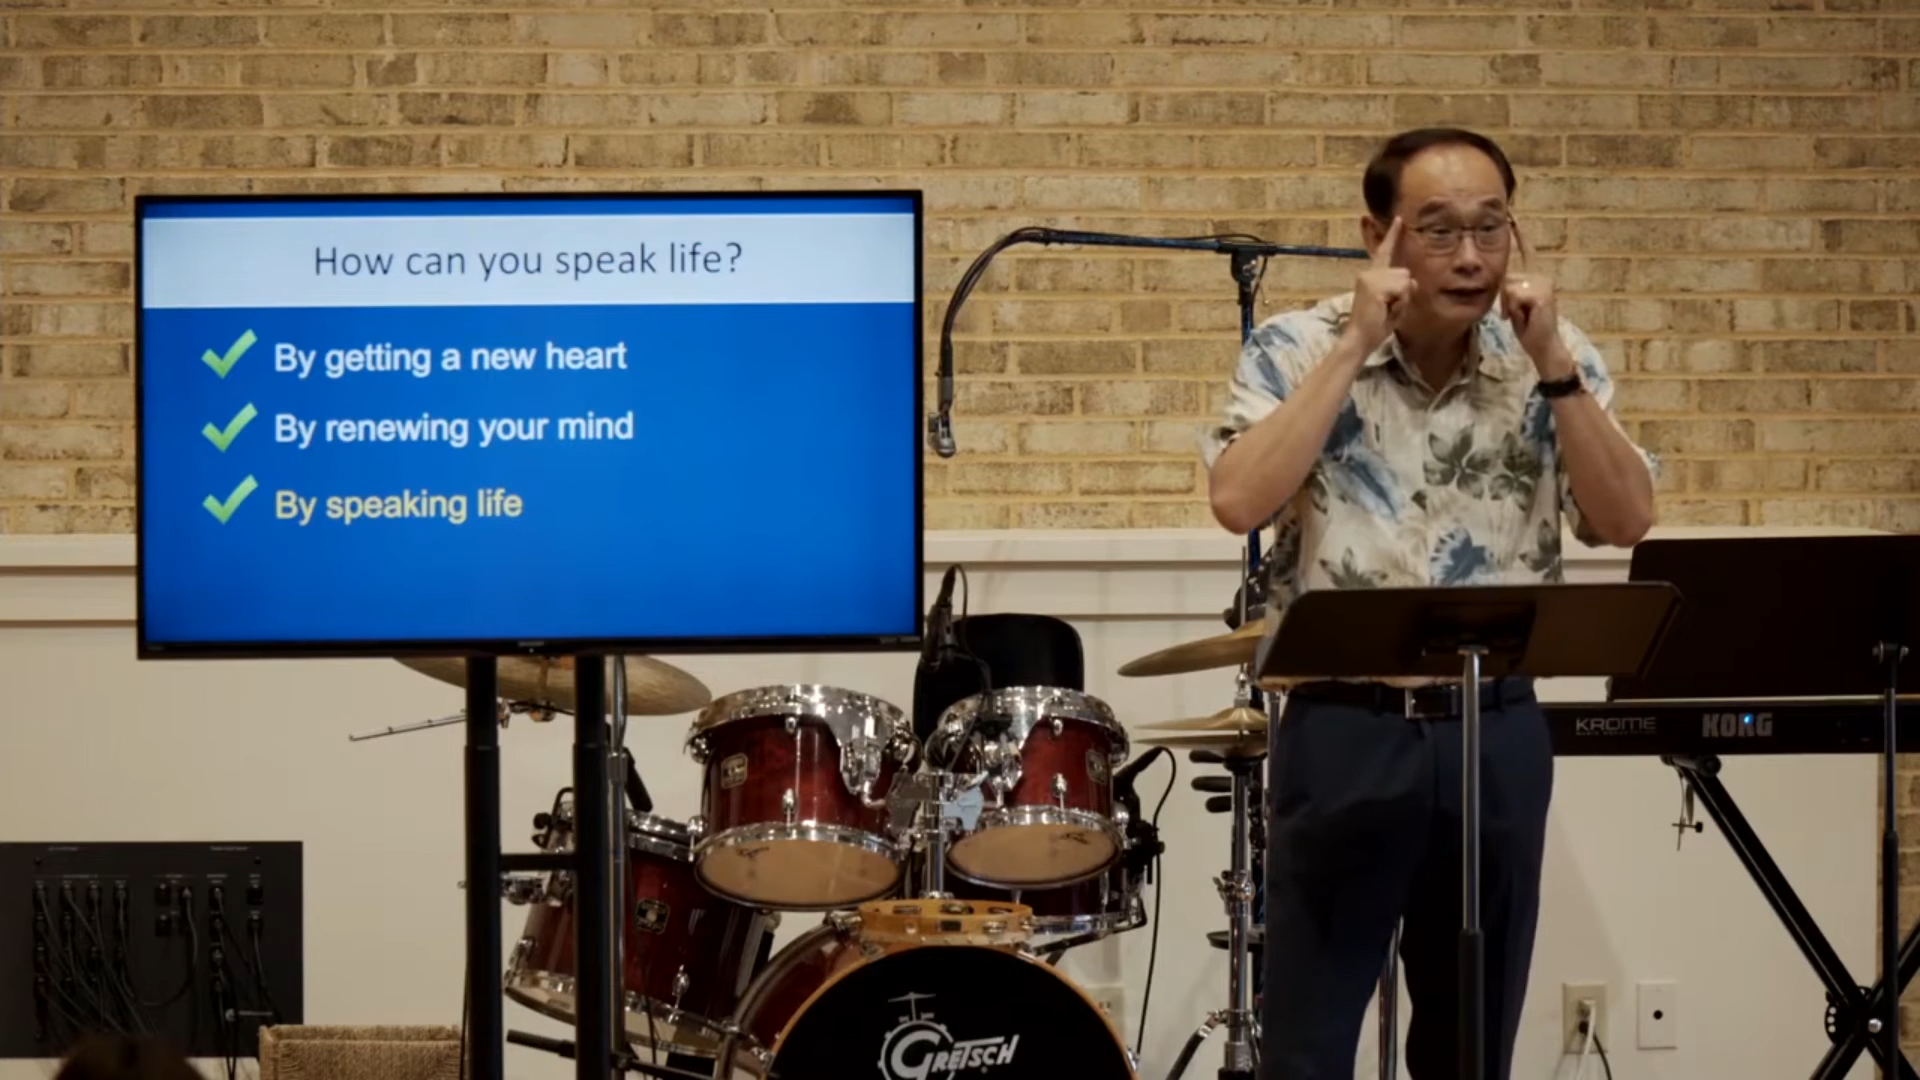 How can you speak life?
By getting a new heart
By renewing your mind
By speaking life
KROME
KORG
GRETSCH